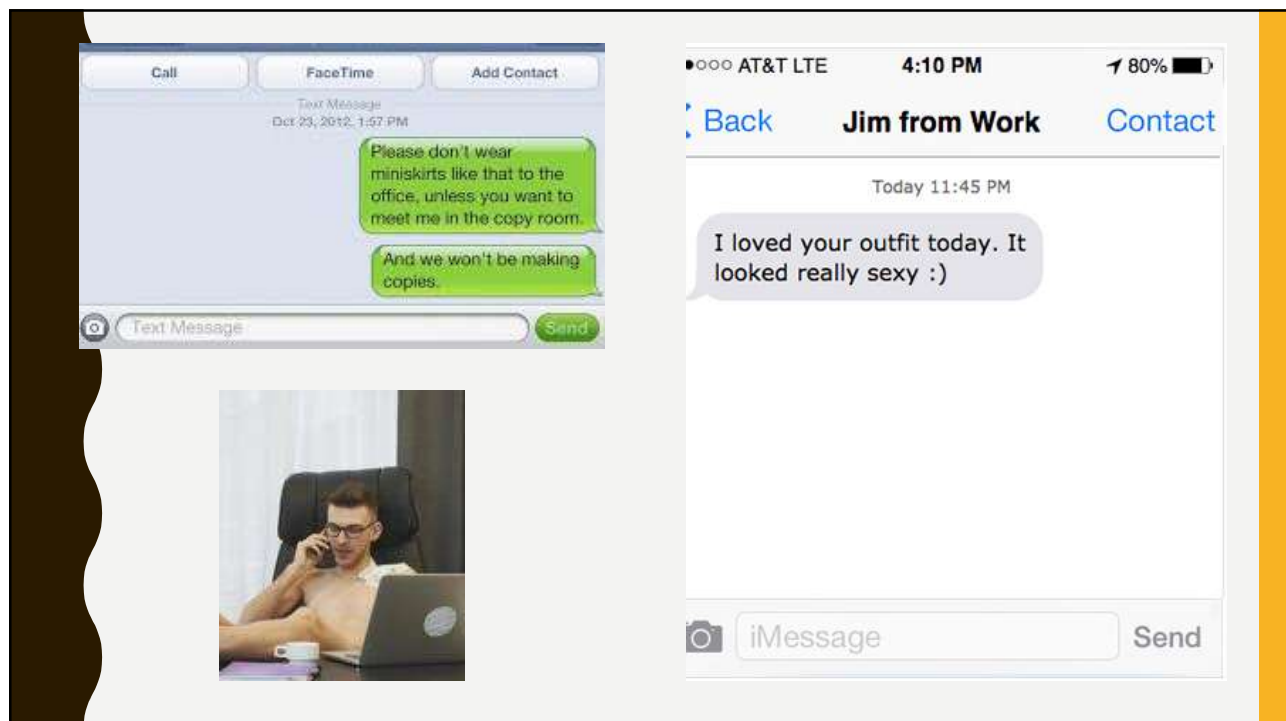 Call FaceTime Add Contact
Text Message
Oct 23, 2012, 1:57 PM
Please don't wear
miniskirts like that to the
office, unless you want to
meet me in the copy room.
And we won't be making
copies.
Text Message Send
●○○○ AT&T LTE 4:10 PM 80%
Back Jim from Work Contact
Today 11:45 PM
I loved your outfit today. It
looked really sexy :)
iMessage Send